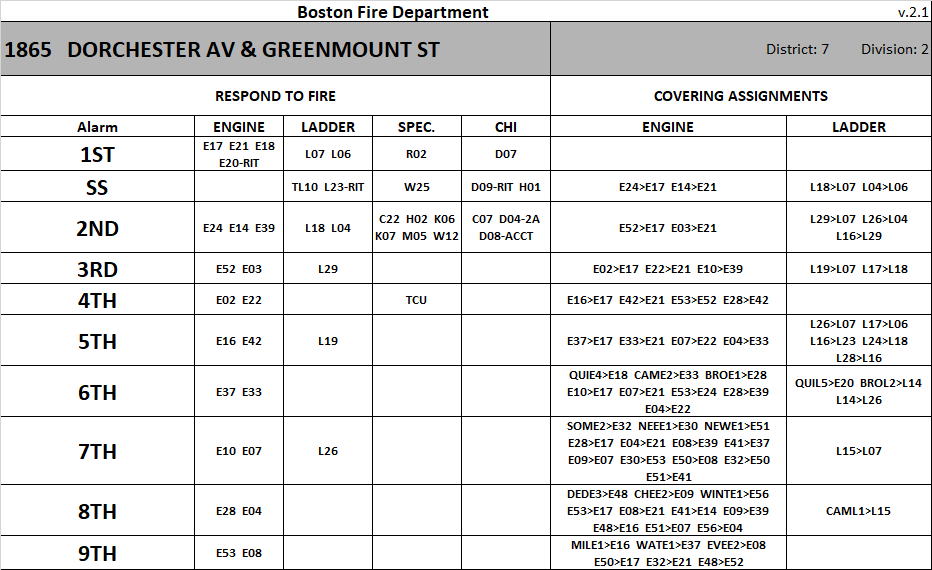 Boston Fire Department v.2.1
1865 DORCHESTER AV & GREENMOUNT ST District: 7 Division: 2
RESPOND TO FIRE COVERING ASSIGNMENTS
Alarm ENGINE LADDER SPEC. CHI ENGINE LADDER
1ST E17 E21 E18 L07 L06 R02 D07
E20-RIT
SS TL10 L23-RIT W25 D09-RIT H01 E24>E17 E14>E21 L18>L07 L04>L06
2ND E24 E14 E39 L18 L04 C22 H02 K06 C07 D04-2A E52>E17 E03>E21 L29>L07 L26>L04
K07 M05 W12 D08-ACCT L16>L29
3RD E52 E03 L29 E02>E17 E22>E21 E10>E39 L19>L07 L17>L18
4TH E02 E22 TCU E16>E17 E42>E21 E53>E52 E28>E42
5TH E16 E42 L19 E37>E17 E33>E21 E07>E22 E04>E33 L26>L07 L17>L06
L16>L23 L24>L18
L28>L16
6TH E37 E33 QUIE4>E18 CAME2>E33 BROE1>E28 QUIL5>E20 BROL2>L14
E10>E17 E07>E21 E53>E24 E28>E39 L14>L26
E04>E22
7TH E10 E07 L26 SOME2>E32 NEEE1>E30 NEWE1>E51 L15>L07
E28>E17 E04>E21 E08>E39 E41>E37
E09>E07 E30>E53 E50>E08 E32>E50
E51>E41
8TH E28 E04 DEDE3>E48 CHEE2>E09 WINTE1>E56 CAML1>L15
E53>E17 E08>E21 E41>E14 E09>E39
E48>E16 E51>E07 E56>E04
9TH E53 E08 MILE1>E16 WATE1>E37 EVEE2>E08
E50>E17 E32>E21 E48>E52